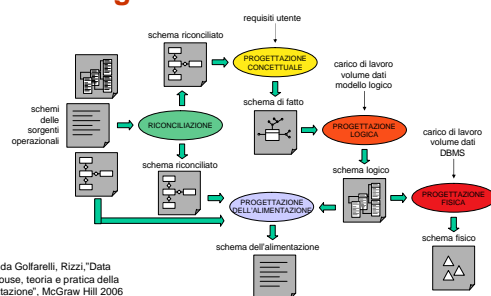 requisiti utente
schema riconciliato
PROGETTAZIONE
CONCETTUALE
carico di lavoro
volume dati
modello logico
schemi
delle
sorgenti
operazionali
RICONCILIAZIONE
schema di fatto
PROGETTAZIONE
LOGICA
carico di lavoro
volume dati
DBMS
schema riconciliato
schema logico
PROGETTAZIONE
DELL'ALIMENTAZIONE
PROGETTAZIONE
FISICA
schema dell'alimentazione
schema fisico
da Golfarelli, Rizzi,"Data
ouse, teoria e pratica della
tazione", McGraw Hill 2006